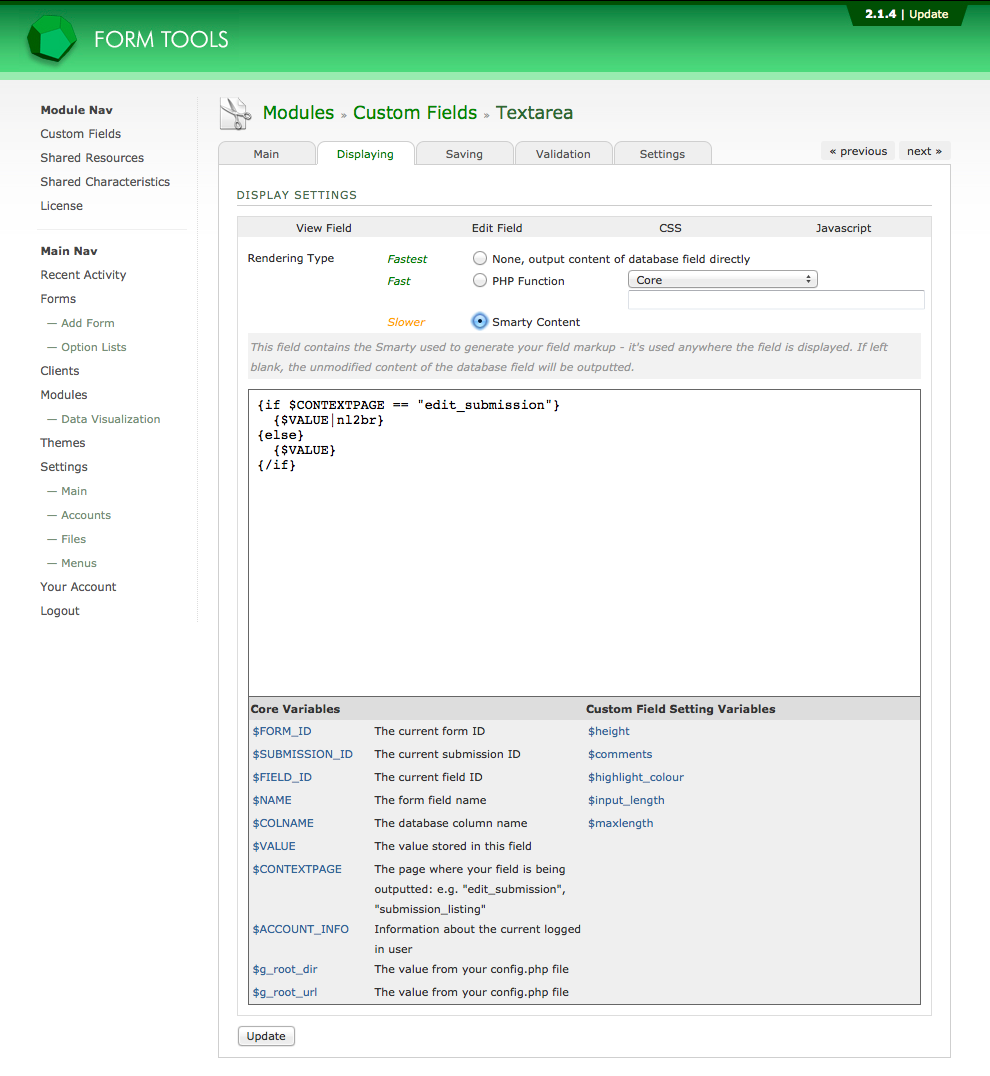 2.1.4 | Update
FORM TOOLS
Module Nav
Custom Fields
Shared Resources
Shared Characteristics
License
Main Nav
Recent Activity
Forms
— Add Form
— Option Lists
Clients
Modules
— Data Visualization
Themes
Settings
— Main
— Accounts
— Files
— Menus
Your Account
Logout
Modules » Custom Fields » Textarea
Main Displaying Saving Validation Settings « previous next »
DISPLAY SETTINGS
View Field Edit Field CSS Javascript
Rendering Type Fastest None, output content of database field directly
Fast PHP Function Core
Slower Smarty Content
This field contains the Smarty used to generate your field markup - it's used anywhere the field is displayed. If left
blank, the unmodified content of the database field will be outputted.
{if $CONTEXTPAGE == "edit_submission"}
{$VALUE|nl2br}
{else}
{$VALUE}
{/if}
Core Variables Custom Field Setting Variables
$FORM_ID The current form ID $height
$SUBMISSION_ID The current submission ID $comments
$FIELD_ID The current field ID $highlight_colour
$NAME The form field name $input_length
$COLNAME The database column name $maxlength
$VALUE The value stored in this field
$CONTEXTPAGE The page where your field is being
outputted: e.g. "edit_submission",
"submission_listing"
$ACCOUNT_INFO Information about the current logged
in user
$g_root_dir The value from your config.php file
$g_root_url The value from your config.php file
Update